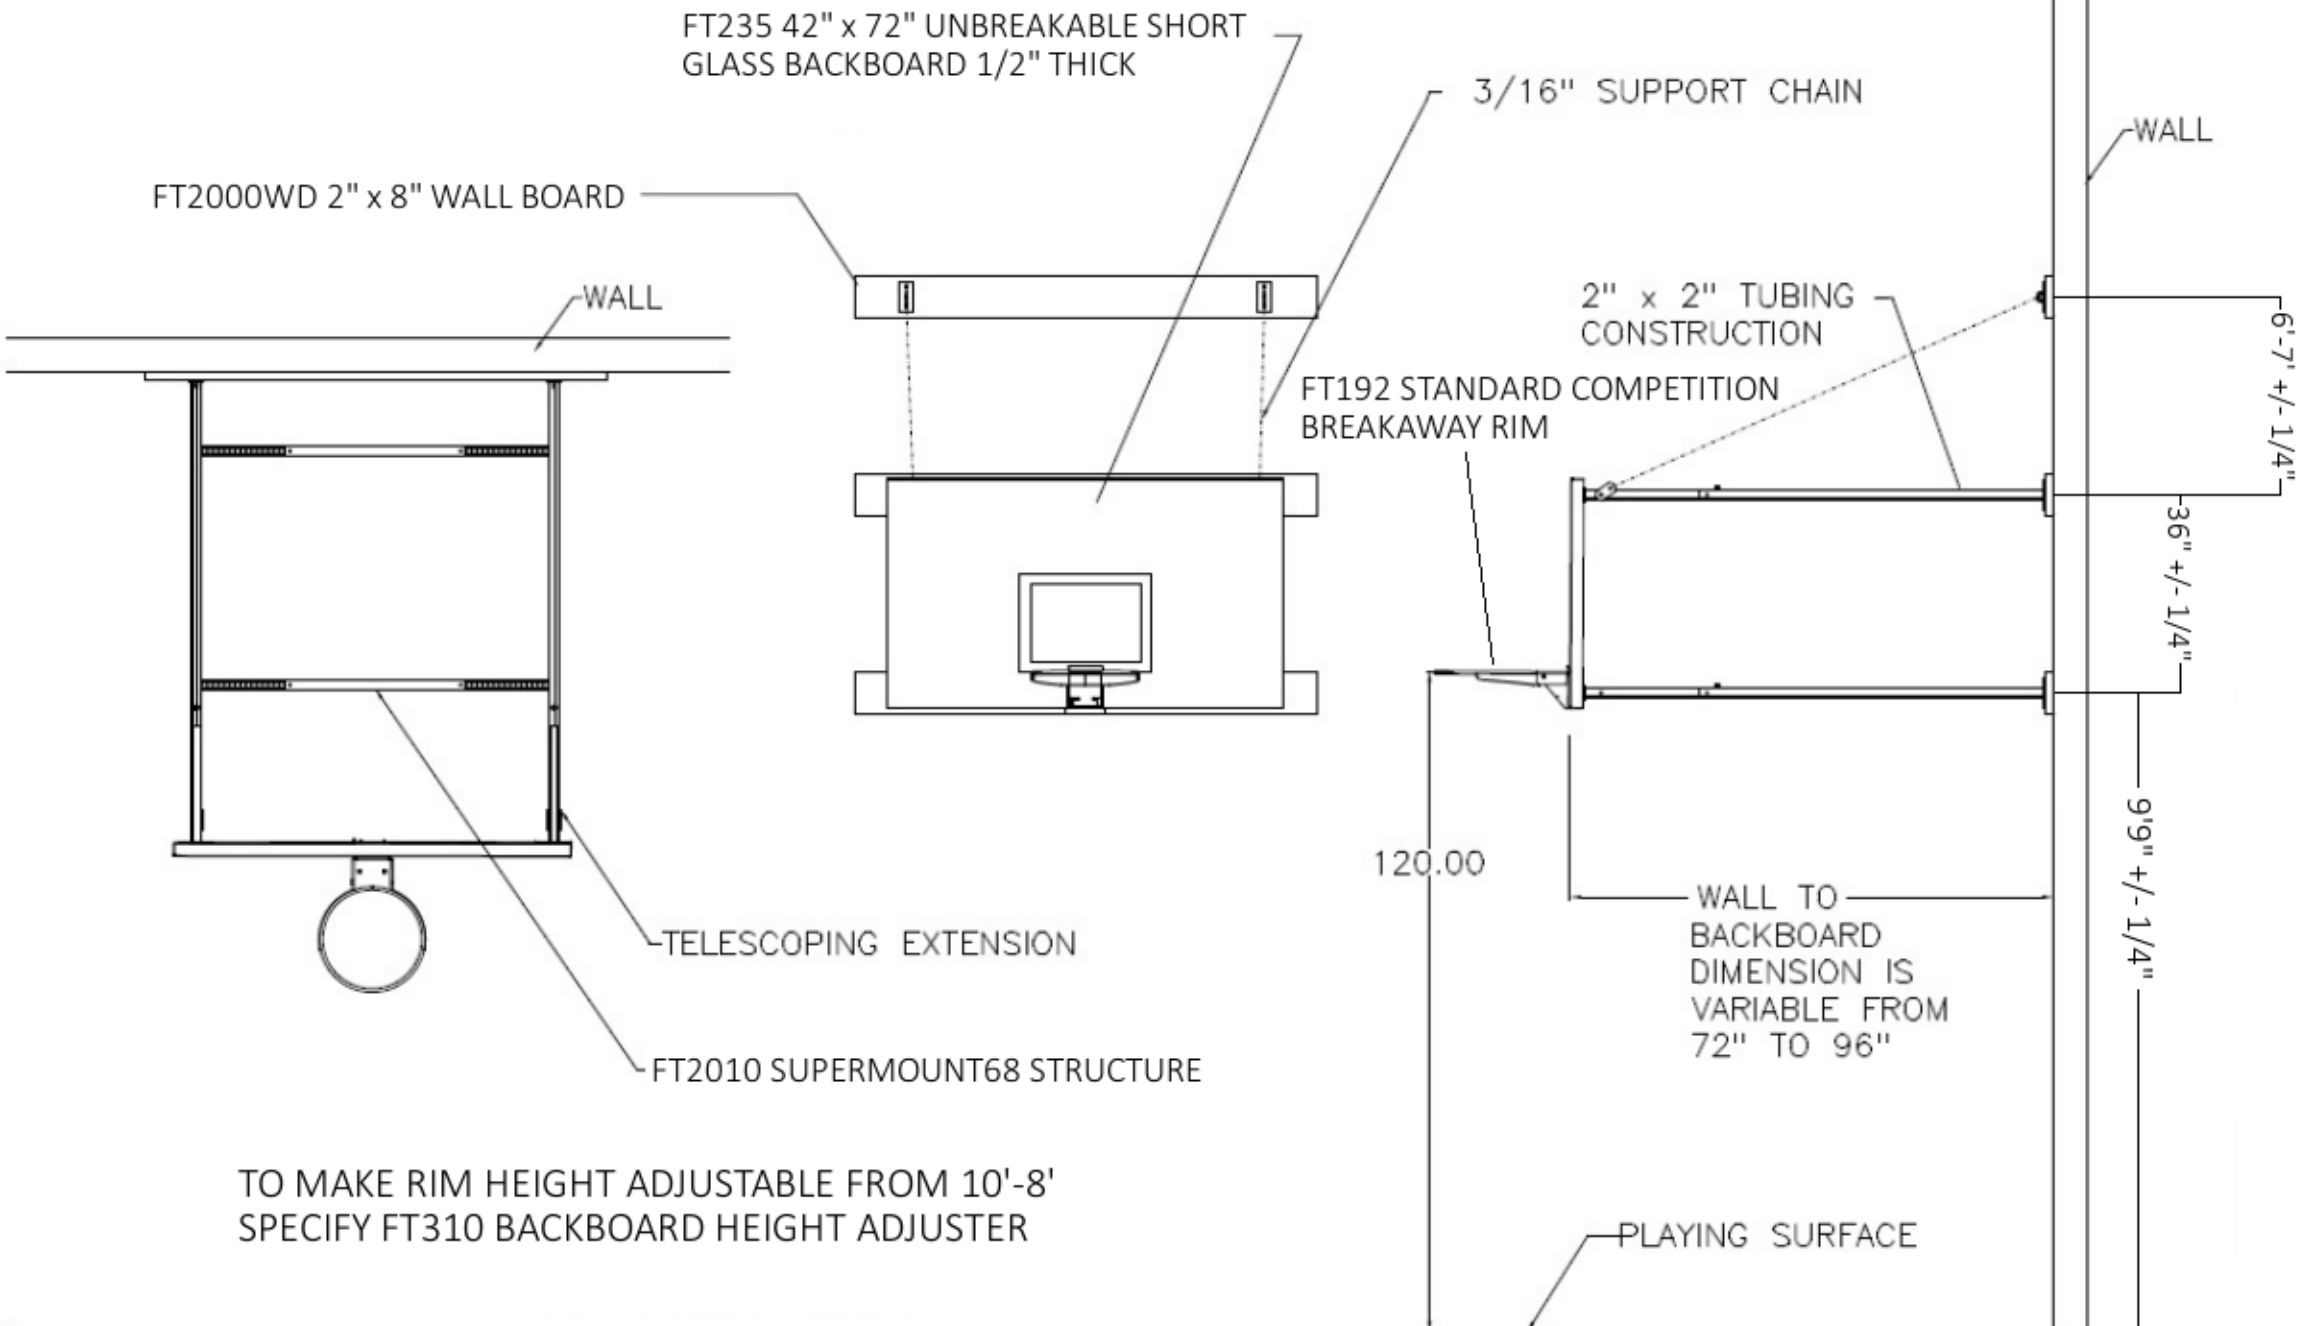 FT235 42" x 72" UNBREAKABLE SHORT
GLASS BACKBOARD 1/2" THICK
3/16" SUPPORT CHAIN
WALL
FT2000WD 2" x 8" WALL BOARD
WALL
2" x 2" TUBING
CONSTRUCTION
6'-7' +/- 1/4"
FT192 STANDARD COMPETITION
BREAKAWAY RIM
36" +/- 1/4"
120.00
9'9" +/- 1/4"
WALL TO
BACKBOARD
DIMENSION IS
VARIABLE FROM
72" TO 96"
TELESCOPING EXTENSION
FT2010 SUPERMOUNT68 STRUCTURE
TO MAKE RIM HEIGHT ADJUSTABLE FROM 10'-8'
SPECIFY FT310 BACKBOARD HEIGHT ADJUSTER
PLAYING SURFACE